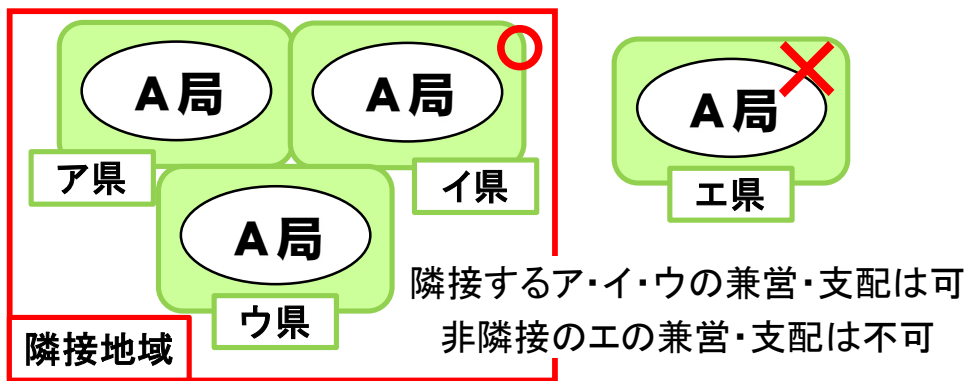 A局
A局
A局
ア県
イ県
エ県
A局
ウ県
隣接地域
隣接するア・イ・ウの兼営・支配は可
非隣接のエの兼営・支配は不可